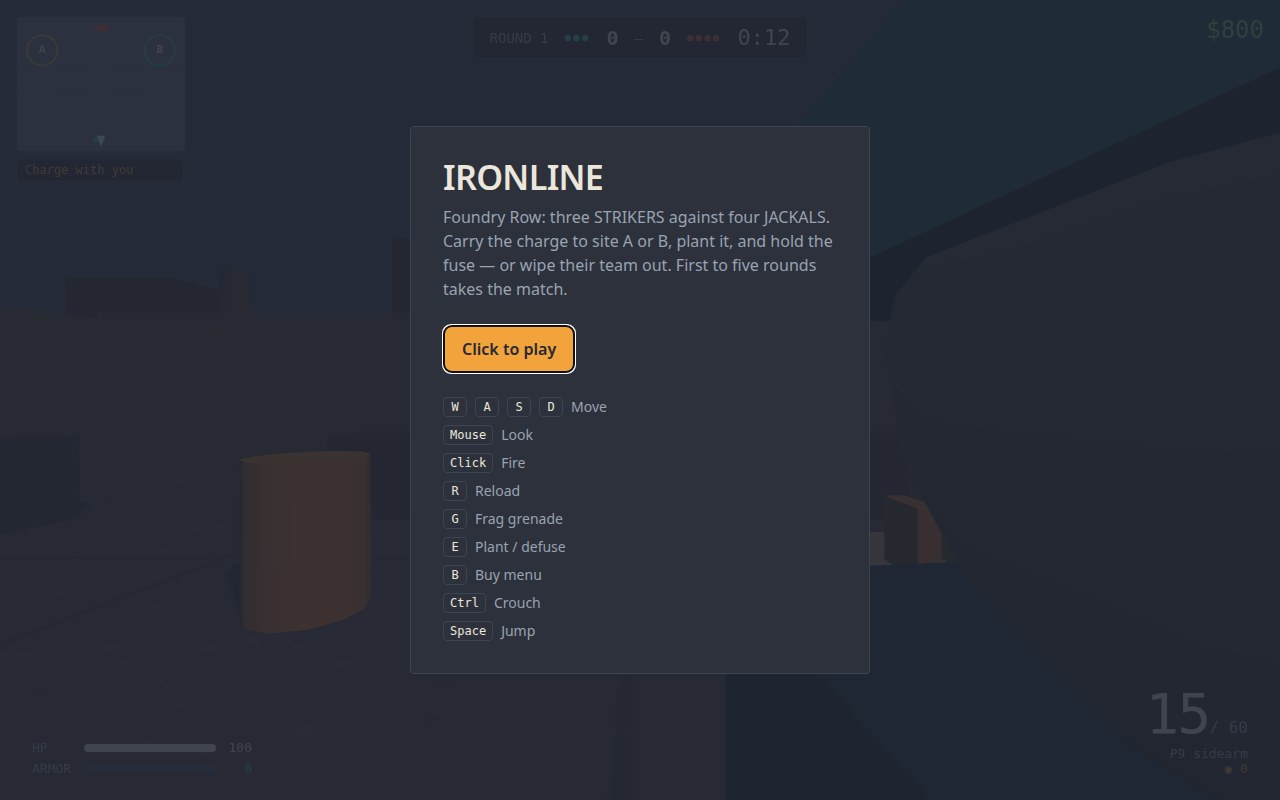 A
B
Charge with you
ROUND 1 0 – 0 0:12
$800
IRONLINE
Foundry Row: three STRIKERS against four JACKALS.
Carry the charge to site A or B, plant it, and hold the
fuse — or wipe their team out. First to five rounds
takes the match.
Click to play
W A S D Move
Mouse Look
Click Fire
R Reload
G Frag grenade
E Plant / defuse
B Buy menu
Ctrl Crouch
Space Jump
HP 100
ARMOR 0
15 / 60
P9 sidearm
0